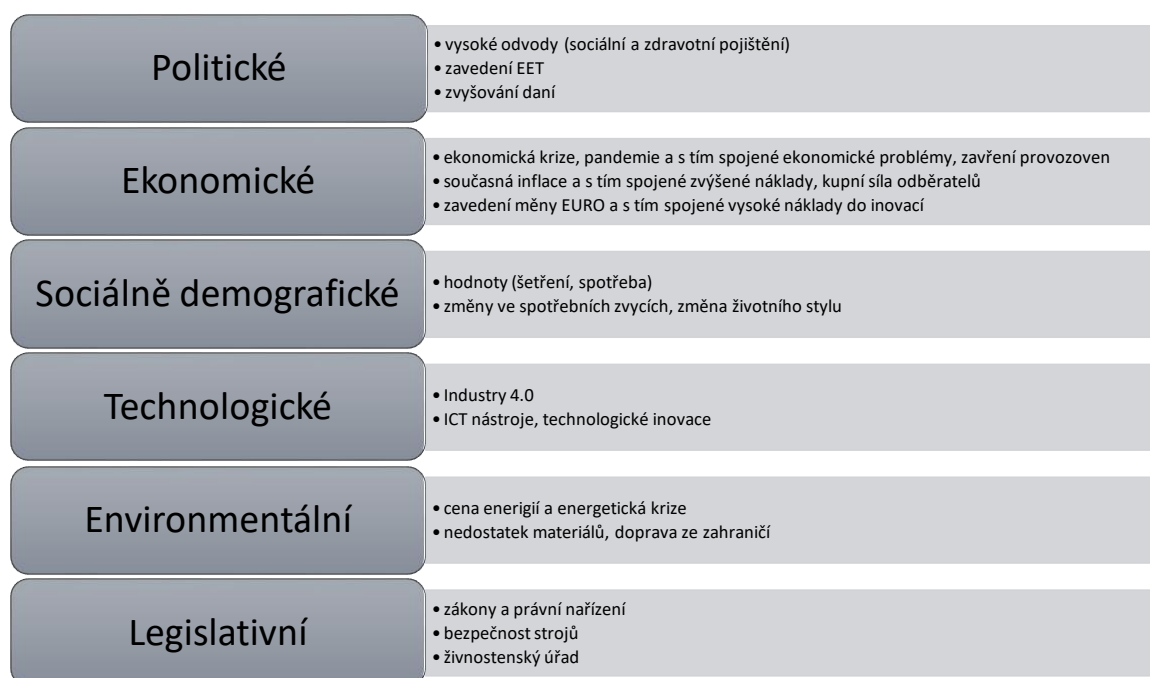 Politické
• vysoké odvody (sociální a zdravotní pojištění)
• zavedení EET
• zvyšování daní
Ekonomické
• ekonomická krize, pandemie a s tím spojené ekonomické problémy, zavření provozoven
• současná inflace a s tím spojené zvýšené náklady, kupní síla odběratelů
• zavedení měny EURO a s tím spojené vysoké náklady do inovací
Sociálně demografické
• hodnoty (šetření, spotřeba)
• změny ve spotřebních zvycích, změna životního stylu
Technologické
• Industry 4.0
• ICT nástroje, technologické inovace
Environmentální
• cena enerigií a energetická krize
• nedostatek materiálů, doprava ze zahraničí
Legislativní
• zákony a právní nařízení
• bezpečnost strojů
• živnostenský úřad